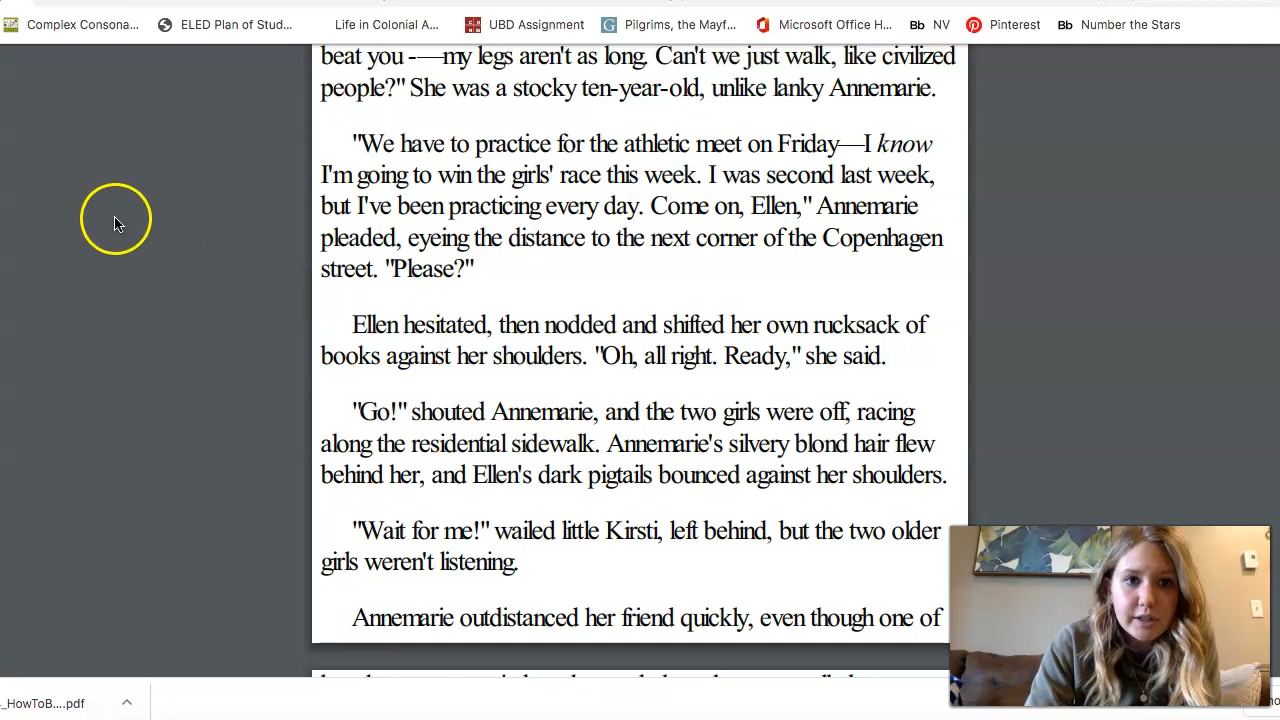 Complex Consona... ELED Plan of Stud... Life in Colonial A... UBD Assignment G Pilgrims, the Mayf... Microsoft Office H... Bb NV Pinterest Bb Number the Stars
beat you -—my legs aren't as long. Can't we just walk, like civilized
people?" She was a stocky ten-year-old, unlike lanky Annemarie.
"We have to practice for the athletic meet on Friday—I know
I'm going to win the girls' race this week. I was second last week,
but I've been practicing every day. Come on, Ellen," Annemarie
pleaded, eyeing the distance to the next corner of the Copenhagen
street. "Please?"
Ellen hesitated, then nodded and shifted her own rucksack of
books against her shoulders. "Oh, all right. Ready," she said.
"Go!" shouted Annemarie, and the two girls were off, racing
along the residential sidewalk. Annemarie's silvery blond hair flew
behind her, and Ellen's dark pigtails bounced against her shoulders.
"Wait for me!" wailed little Kirsti, left behind, but the two older
girls weren't listening.
Annemarie outdistanced her friend quickly, even though one of
_HowToB....pdf